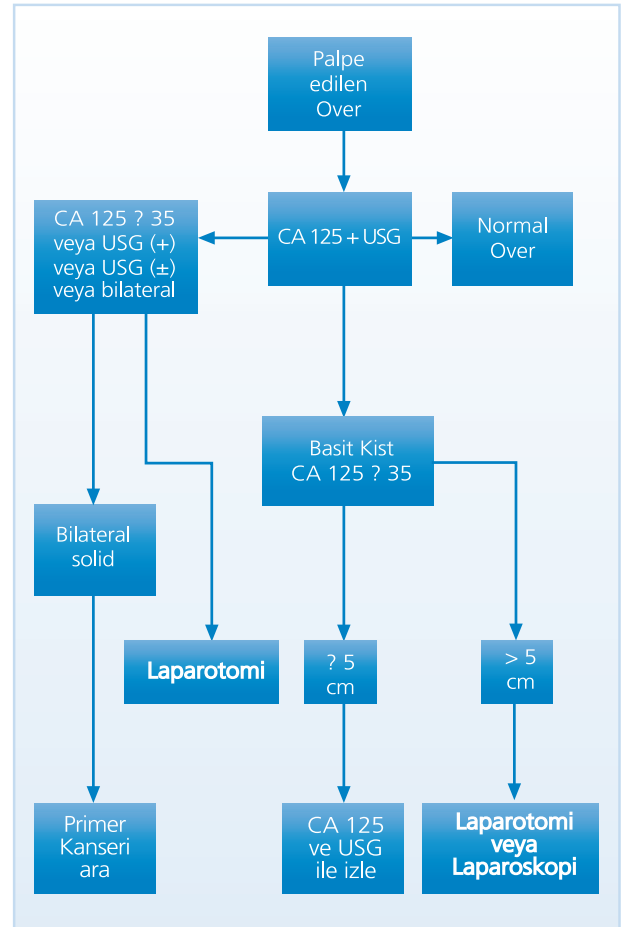 Palpe
edilen
Over
CA 125 ? 35
veya USG (+)
veya USG (±)
veya bilateral
CA 125 + USG
Normal
Over
Basit Kist
CA 125 ? 35
Bilateral
solid
Laparotomi
? 5
cm
> 5
cm
Primer
Kanseri
ara
CA 125
ve USG
ile izle
Laparotomi
veya
Laparoskopi